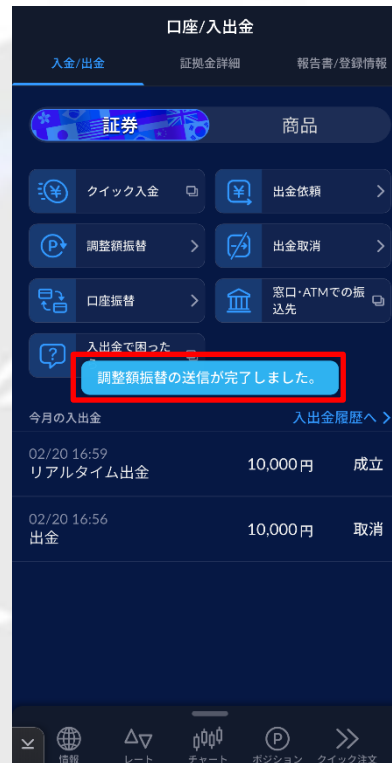 口座/入出金
入金/出金
証拠金詳細
報告書/登録情報
証券
商品
クイック入金
出金依頼
調整額振替
出金取消
口座振替
窓口・ATMでの振
込先
入出金で困った
調整額振替の送信が完了しました。
今月の入出金
入出金履歴へ
02/20 16:59
リアルタイム出金
10,000円
成立
02/20 16:56
出金
10,000円
取消
情報
レート
チャート
ポジション
クイック注文